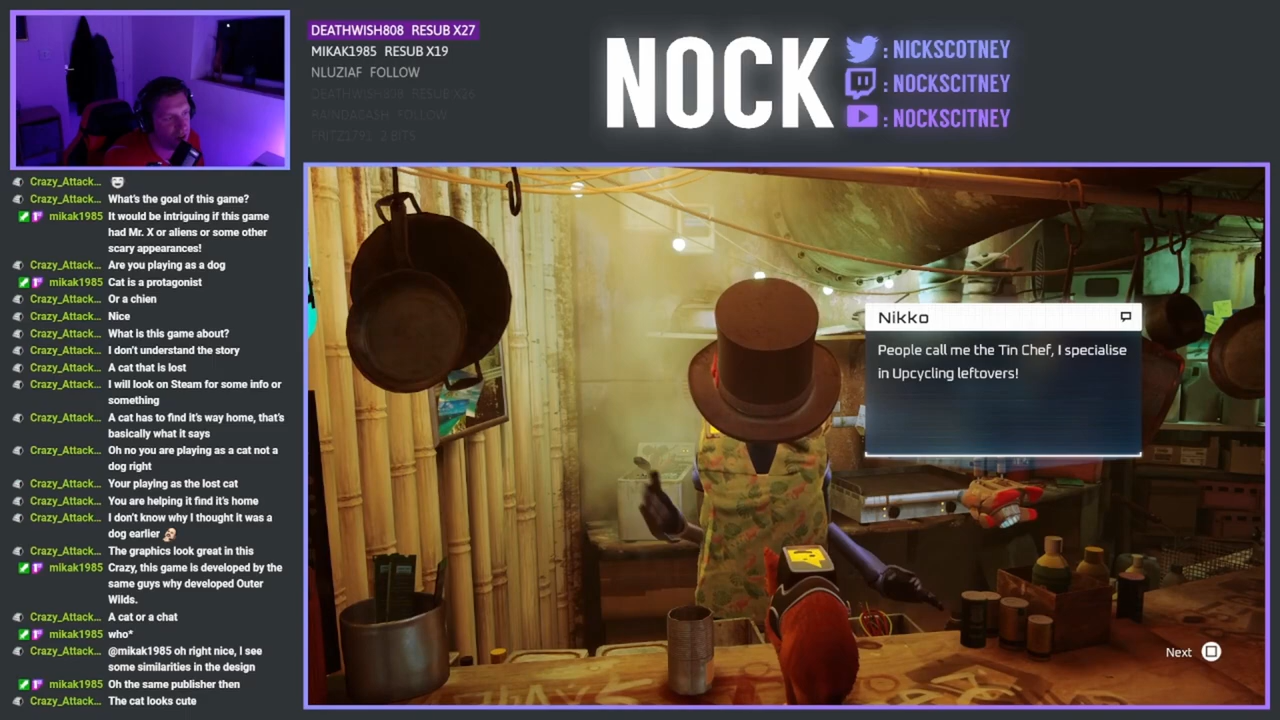 DEATHWISH808 RESUB X27
MIKAK1985 RESUB X19
NLUZIAF FOLLOW
DEATHWISH808 RESUB X26
RAINDAGASH FOLLOW
FRITZ1791 2 BITS
NOCK
: NICKSCOTNEY
: NOCKSCITNEY
: NOCKSCITNEY
Crazy_Attack...
Crazy_Attack... What's the goal of this game?
mikak1985 It would be intriguing if this game
had Mr. X or aliens or some other
scary appearances!
Crazy_Attack... Are you playing as a dog
mikak1985 Cat is a protagonist
Crazy_Attack... Or a chien
Crazy_Attack... Nice
Crazy_Attack... What is this game about?
Crazy_Attack... I don't understand the story
Crazy_Attack... A cat that is lost
Crazy_Attack... I will look on Steam for some info or
something
Crazy_Attack... A cat has to find it's way home, that's
basically what it says
Crazy_Attack... Oh no you are playing as a cat not a
dog right
Crazy_Attack... Your playing as the lost cat
Crazy_Attack... You are helping it find it's home
Crazy_Attack... I don't know why I thought it was a
dog earlier
Crazy_Attack... The graphics look great in this
mikak1985 Crazy, this game is developed by the
same guys why developed Outer
Wilds.
Crazy_Attack... A cat or a chat
mikak1985 who*
Crazy_Attack... @mikak1985 oh right nice, I see
some similarities in the design
mikak1985 Oh the same publisher then
Crazy_Attack... The cat looks cute
Nikko
People call me the Tin Chef, I specialise
in Upcycling leftovers!
Next